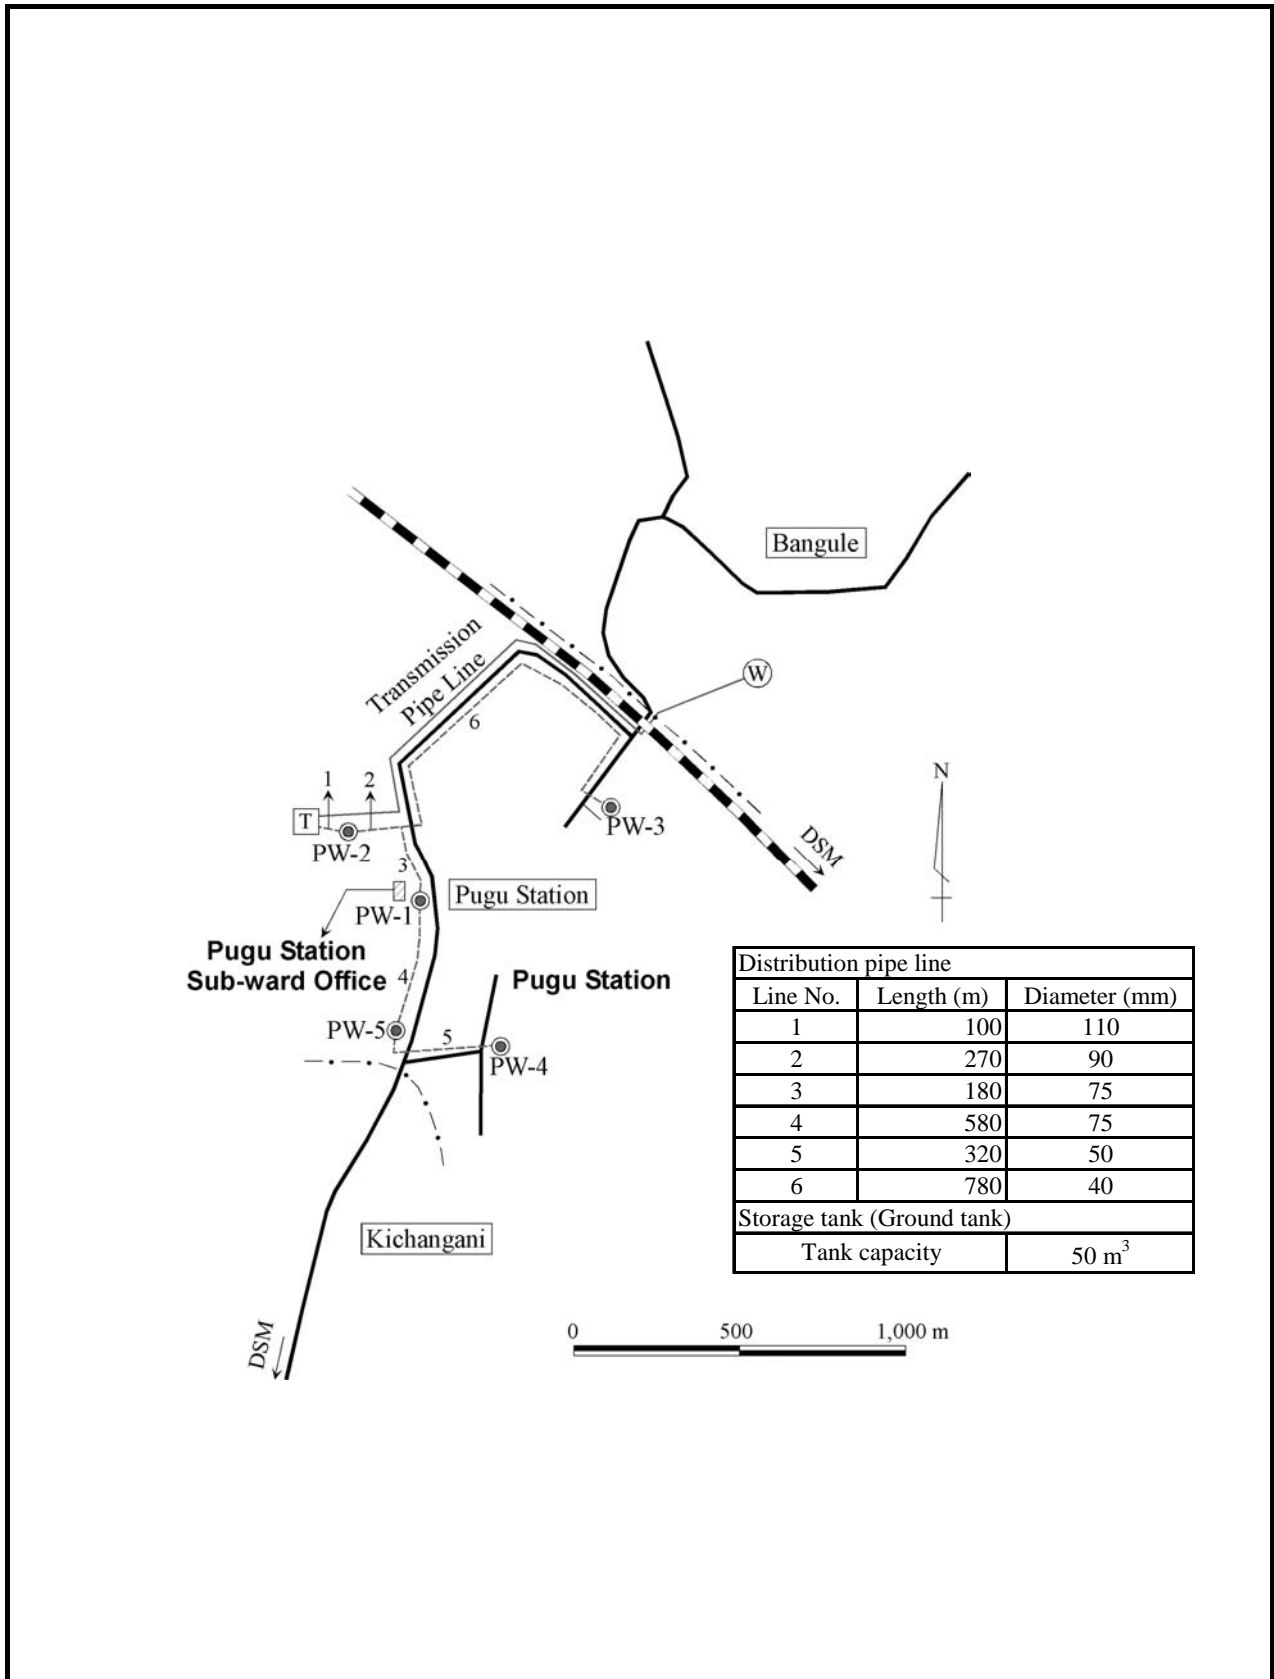 Bangule
Transmission
Pipe Line
W
6
N
1
2
T
PW-3
PW-2
DSM
3
Pugu Station
PW-1
Pugu Station
Sub-ward Office
4
Pugu Station
PW-5
5
PW-4
Distribution pipe line
Line No. Length (m) Diameter (mm)
1 100 110
2 270 90
3 180 75
4 580 75
5 320 50
6 780 40
Storage tank (Ground tank)
Tank capacity 50 m³
Kichangani
0 500 1,000 m
DSM